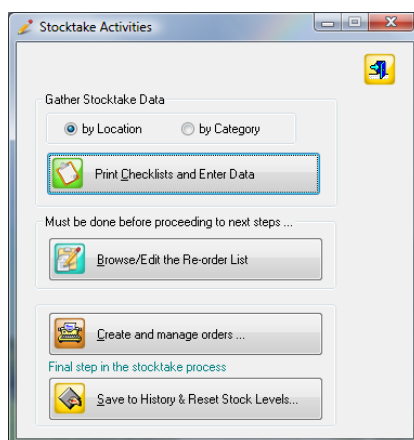 Stocktake Activities
Gather Stocktake Data
by Location by Category
Print Checklists and Enter Data
Must be done before proceeding to next steps ...
Browse/Edit the Re-order List
Create and manage orders ...
Final step in the stocktake process
Save to History & Reset Stock Levels...